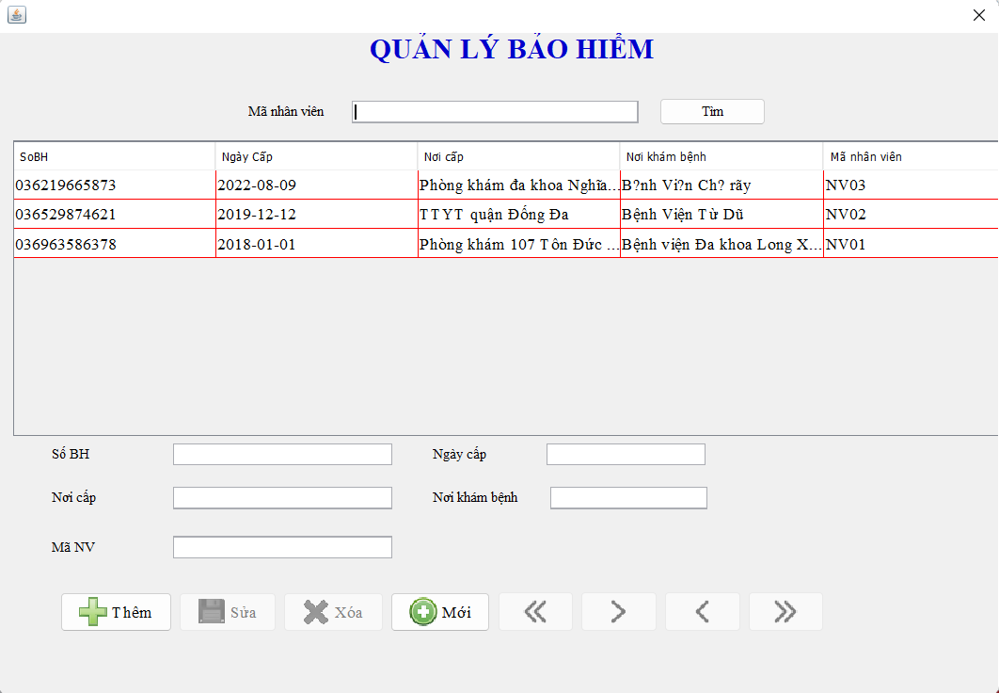 QUẢN LÝ BẢO HIỂM
Mã nhân viên Tìm
SoBH Ngày Cấp Nơi cấp Nơi khám bệnh Mã nhân viên
036219665873 2022-08-09 Phòng khám đa khoa Nghĩa... B?nh Vi?n Ch? rãy NV03
036529874621 2019-12-12 TTYT quận Đống Đa Bệnh Viện Từ Dũ NV02
036963586378 2018-01-01 Phòng khám 107 Tôn Đức ... Bệnh viện Đa khoa Long X... NV01
Số BH Ngày cấp
Nơi cấp Nơi khám bệnh
Mã NV
Thêm Sửa Xóa Mới